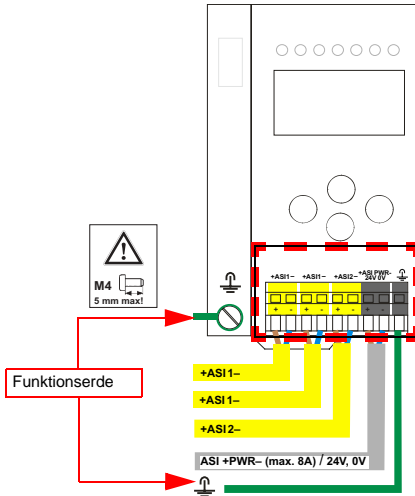 +ASI1– +ASI1– +ASI2– +ASI PWR-
24V 0V
+ - + - + - + -
M4
5 mm max!
Funktionserde
+ASI1–
+ASI1–
+ASI2–
ASI +PWR– (max. 8A) / 24V, 0V